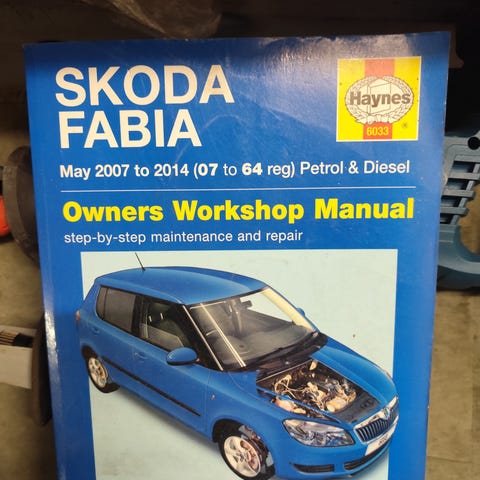 SKODA
FABIA
Haynes
6033
®
May 2007 to 2014 (07 to 64 reg) Petrol & Diesel
Owners Workshop Manual
step-by-step maintenance and repair